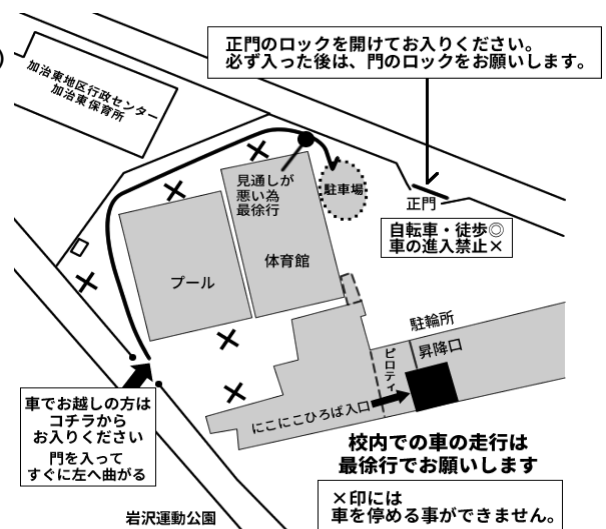 正門のロックを開けてお入りください。
必ず入った後は、門のロックをお願いします。
加治東地区行政センター
加治東保育所
見通しが
悪い為
最徐行
駐車場
正門
自転車・徒歩◎
車の進入禁止×
プール
体育館
駐輪所
昇降口
ピロティ
にこにこひろば入口
車でお越しの方は
コチラから
お入りください
門を入って
すぐに左へ曲がる
校内での車の走行は
最徐行でお願いします
×印には
車を停める事ができません。
岩沢運動公園